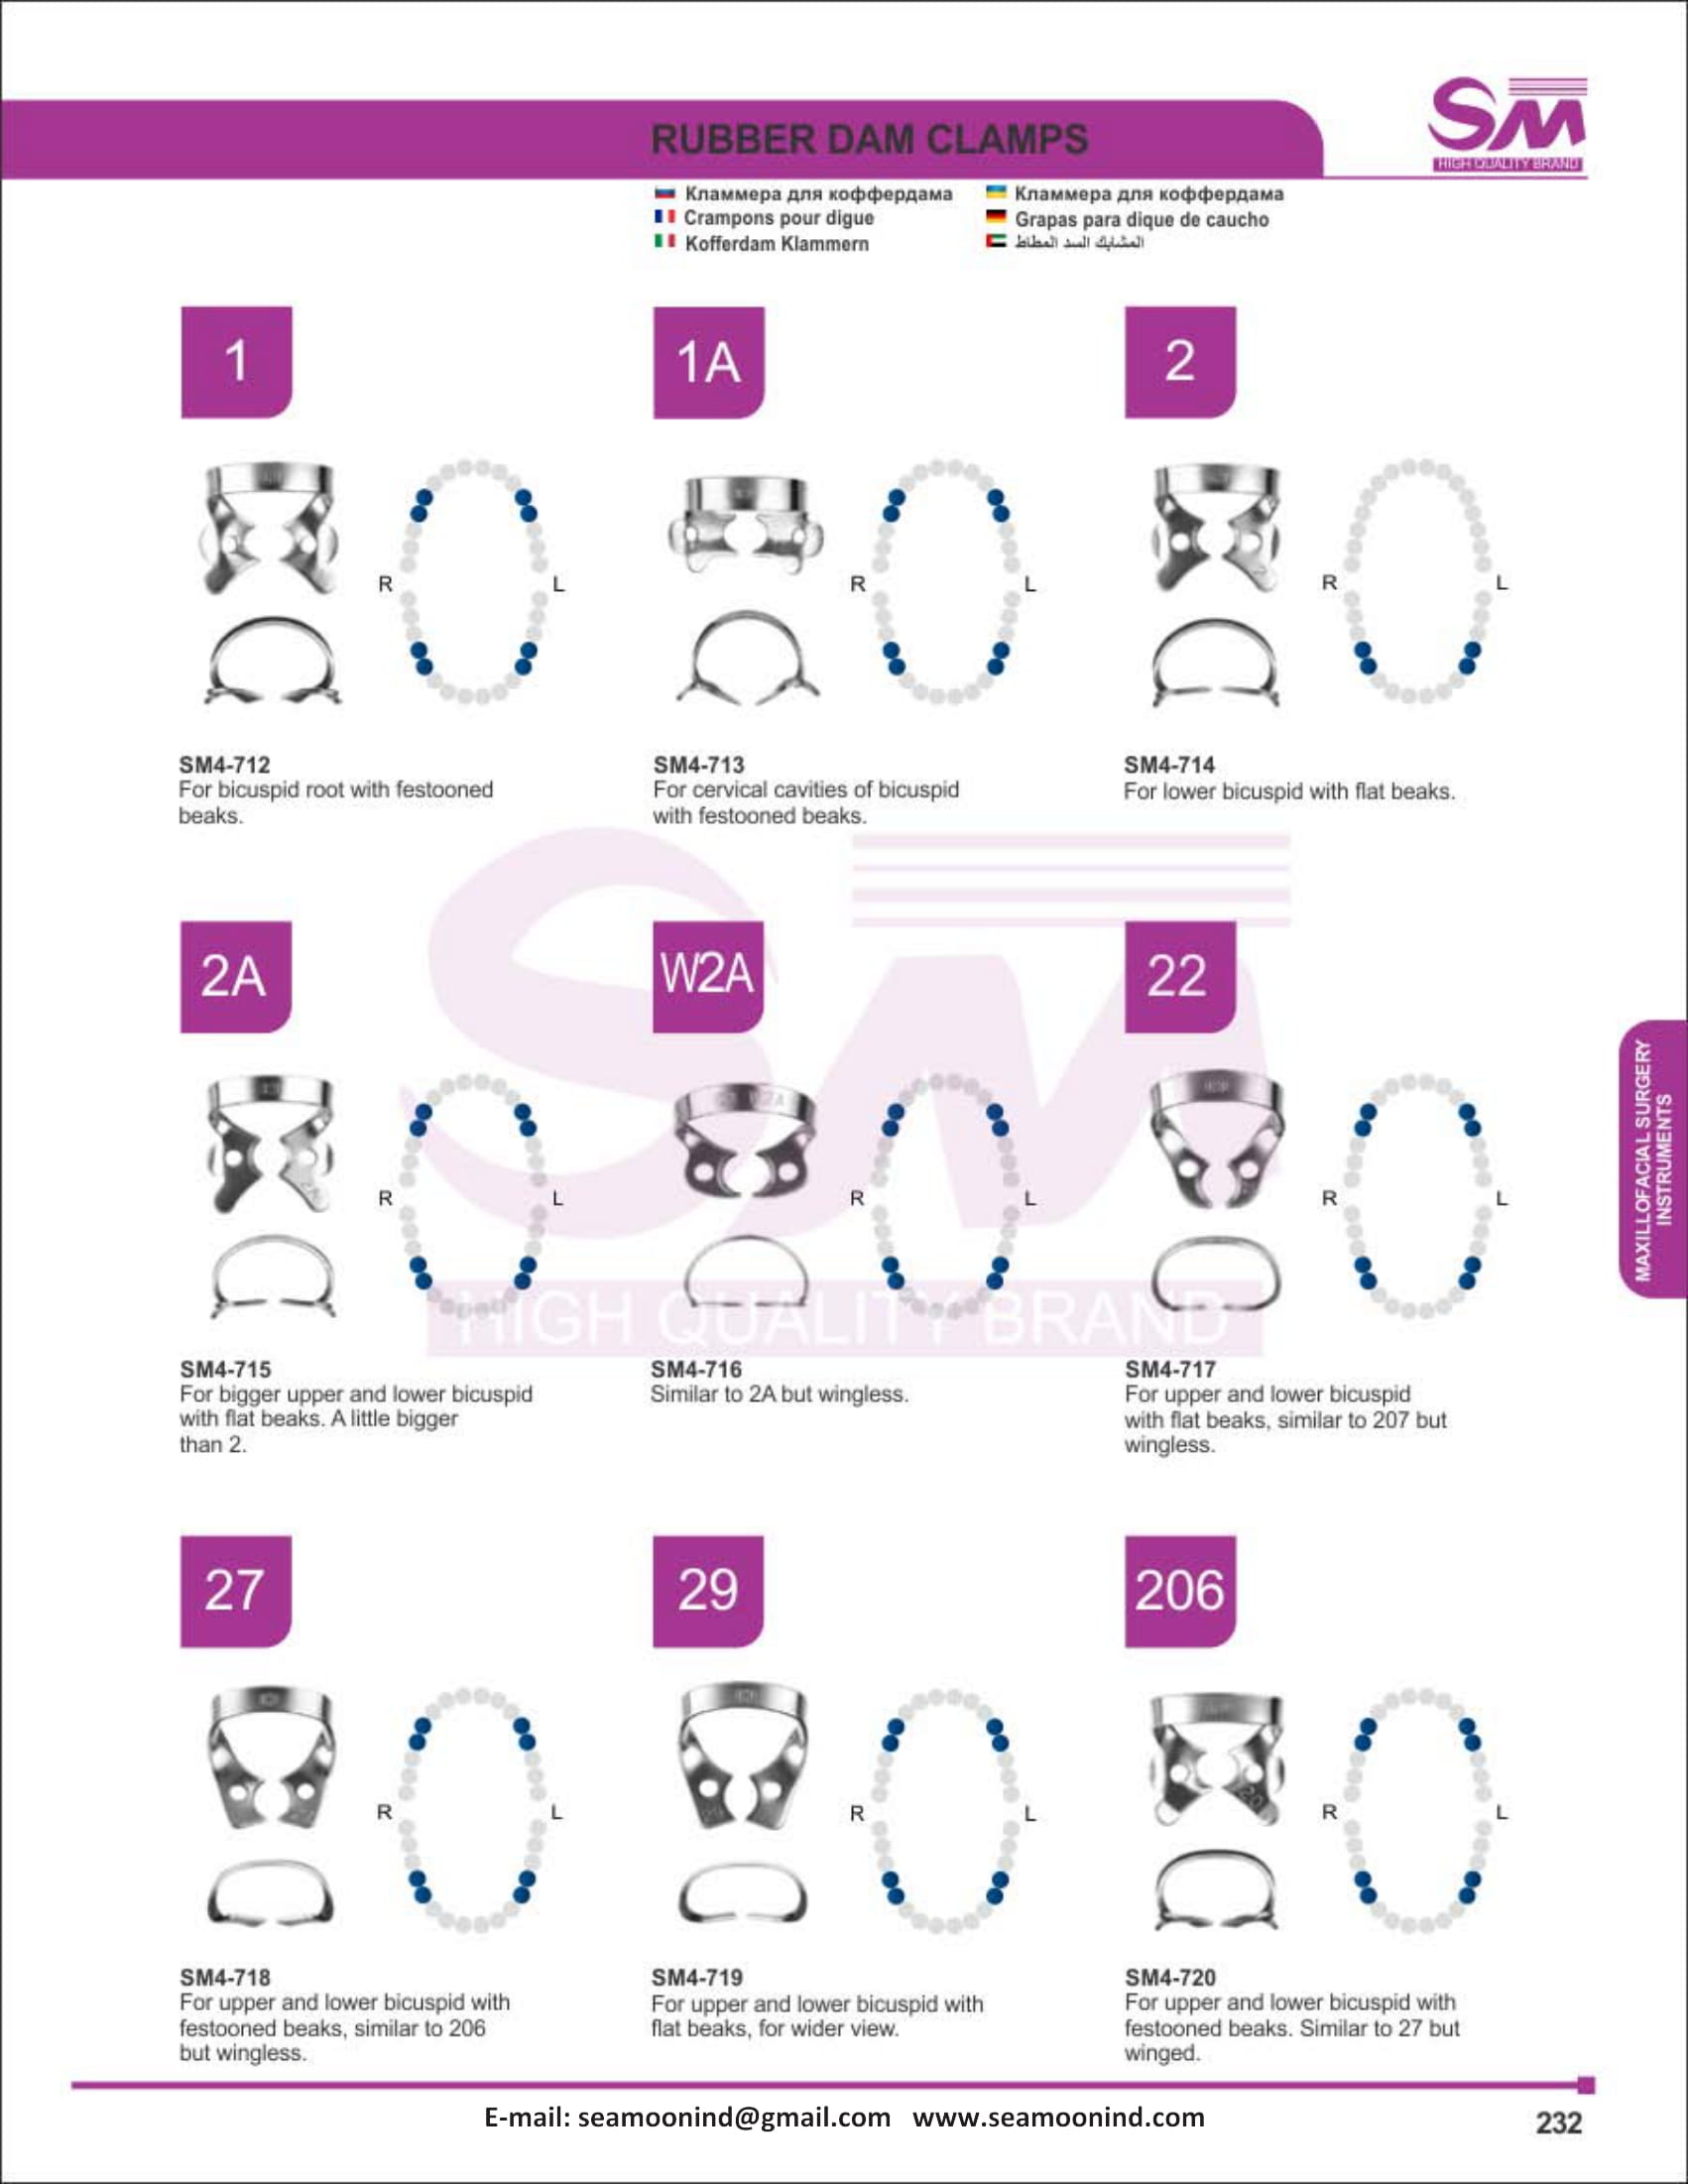 SM
HIGH QUALITY BRAND
RUBBER DAM CLAMPS
Кламмера для коффердама
Crampons pour digue
Kofferdam Klammern
Кламмера для коффердама
Grapas para dique de caucho
المشابك السد المطاط
1
1A
2
R L
R L
R L
SM4-712
For bicuspid root with festooned
beaks.
SM4-713
For cervical cavities of bicuspid
with festooned beaks.
SM4-714
For lower bicuspid with flat beaks.
2A
W2A
22
R L
R L
R L
SM
HIGH QUALITY BRAND
SM4-715
For bigger upper and lower bicuspid
with flat beaks. A little bigger
than 2.
SM4-716
Similar to 2A but wingless.
SM4-717
For upper and lower bicuspid
with flat beaks, similar to 207 but
wingless.
MAXILLOFACIAL SURGERY
INSTRUMENTS
27
29
206
R L
R L
R L
SM4-718
For upper and lower bicuspid with
festooned beaks, similar to 206
but wingless.
SM4-719
For upper and lower bicuspid with
flat beaks, for wider view.
SM4-720
For upper and lower bicuspid with
festooned beaks. Similar to 27 but
winged.
E-mail: seamoonind@gmail.com www.seamoonind.com
232